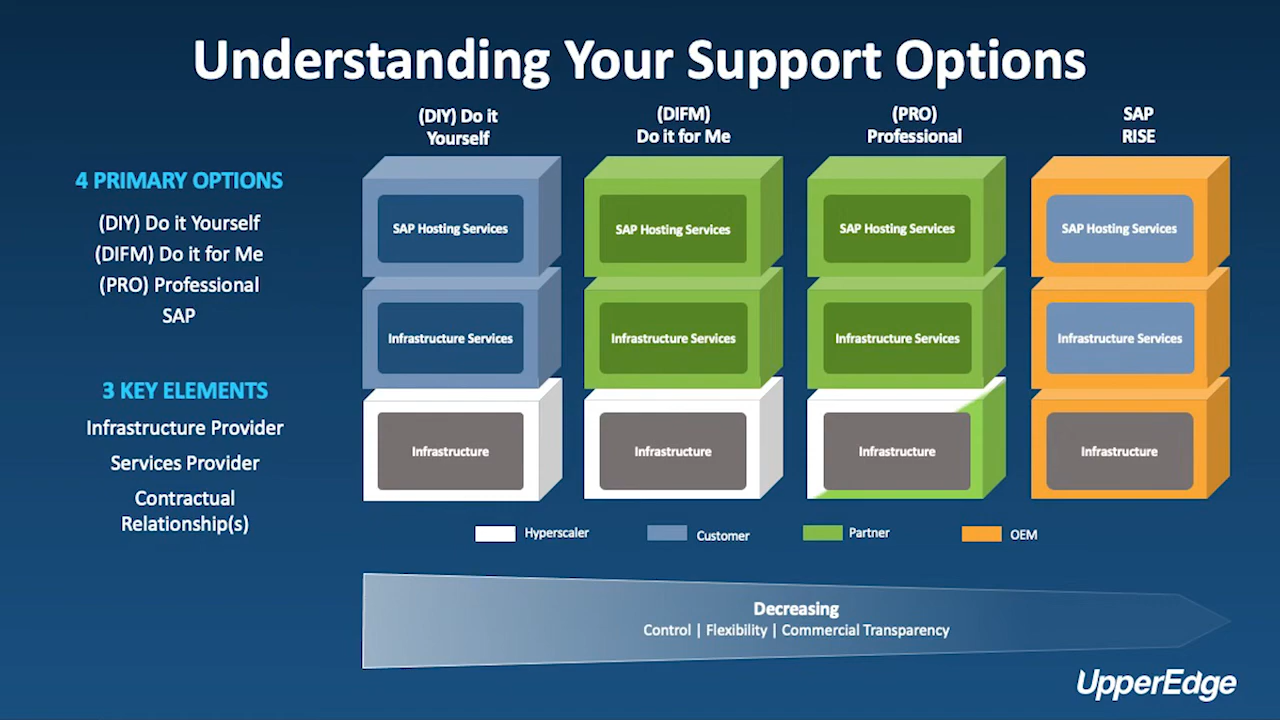 Understanding Your Support Options
4 PRIMARY OPTIONS
(DIY) Do it Yourself
(DIFM) Do it for Me
(PRO) Professional
SAP
3 KEY ELEMENTS
Infrastructure Provider
Services Provider
Contractual
Relationship(s)
(DIY) Do it
Yourself
SAP Hosting Services
Infrastructure Services
Infrastructure
(DIFM)
Do it for Me
SAP Hosting Services
Infrastructure Services
Infrastructure
(PRO)
Professional
SAP Hosting Services
Infrastructure Services
Infrastructure
SAP
RISE
SAP Hosting Services
Infrastructure Services
Infrastructure
Hyperscaler
Customer
Partner
OEM
Decreasing
Control | Flexibility | Commercial Transparency
UpperEdge